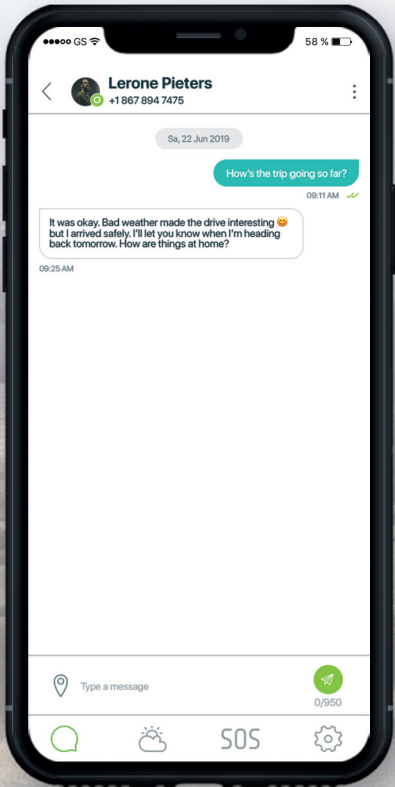 GS
58 %
Lerone Pieters
+1 867 894 7475
Sa, 22 Jun 2019
How's the trip going so far?
09:11 AM
It was okay. Bad weather made the drive interesting 😊
but I arrived safely. I'll let you know when I'm heading
back tomorrow. How are things at home?
09:25 AM
Type a message
0/950
SOS